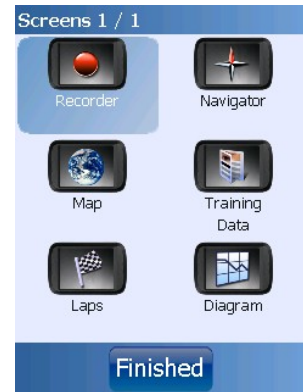 Screens 1 / 1
Recorder
Navigator
Map
Training
Data
Laps
Diagram
Finished